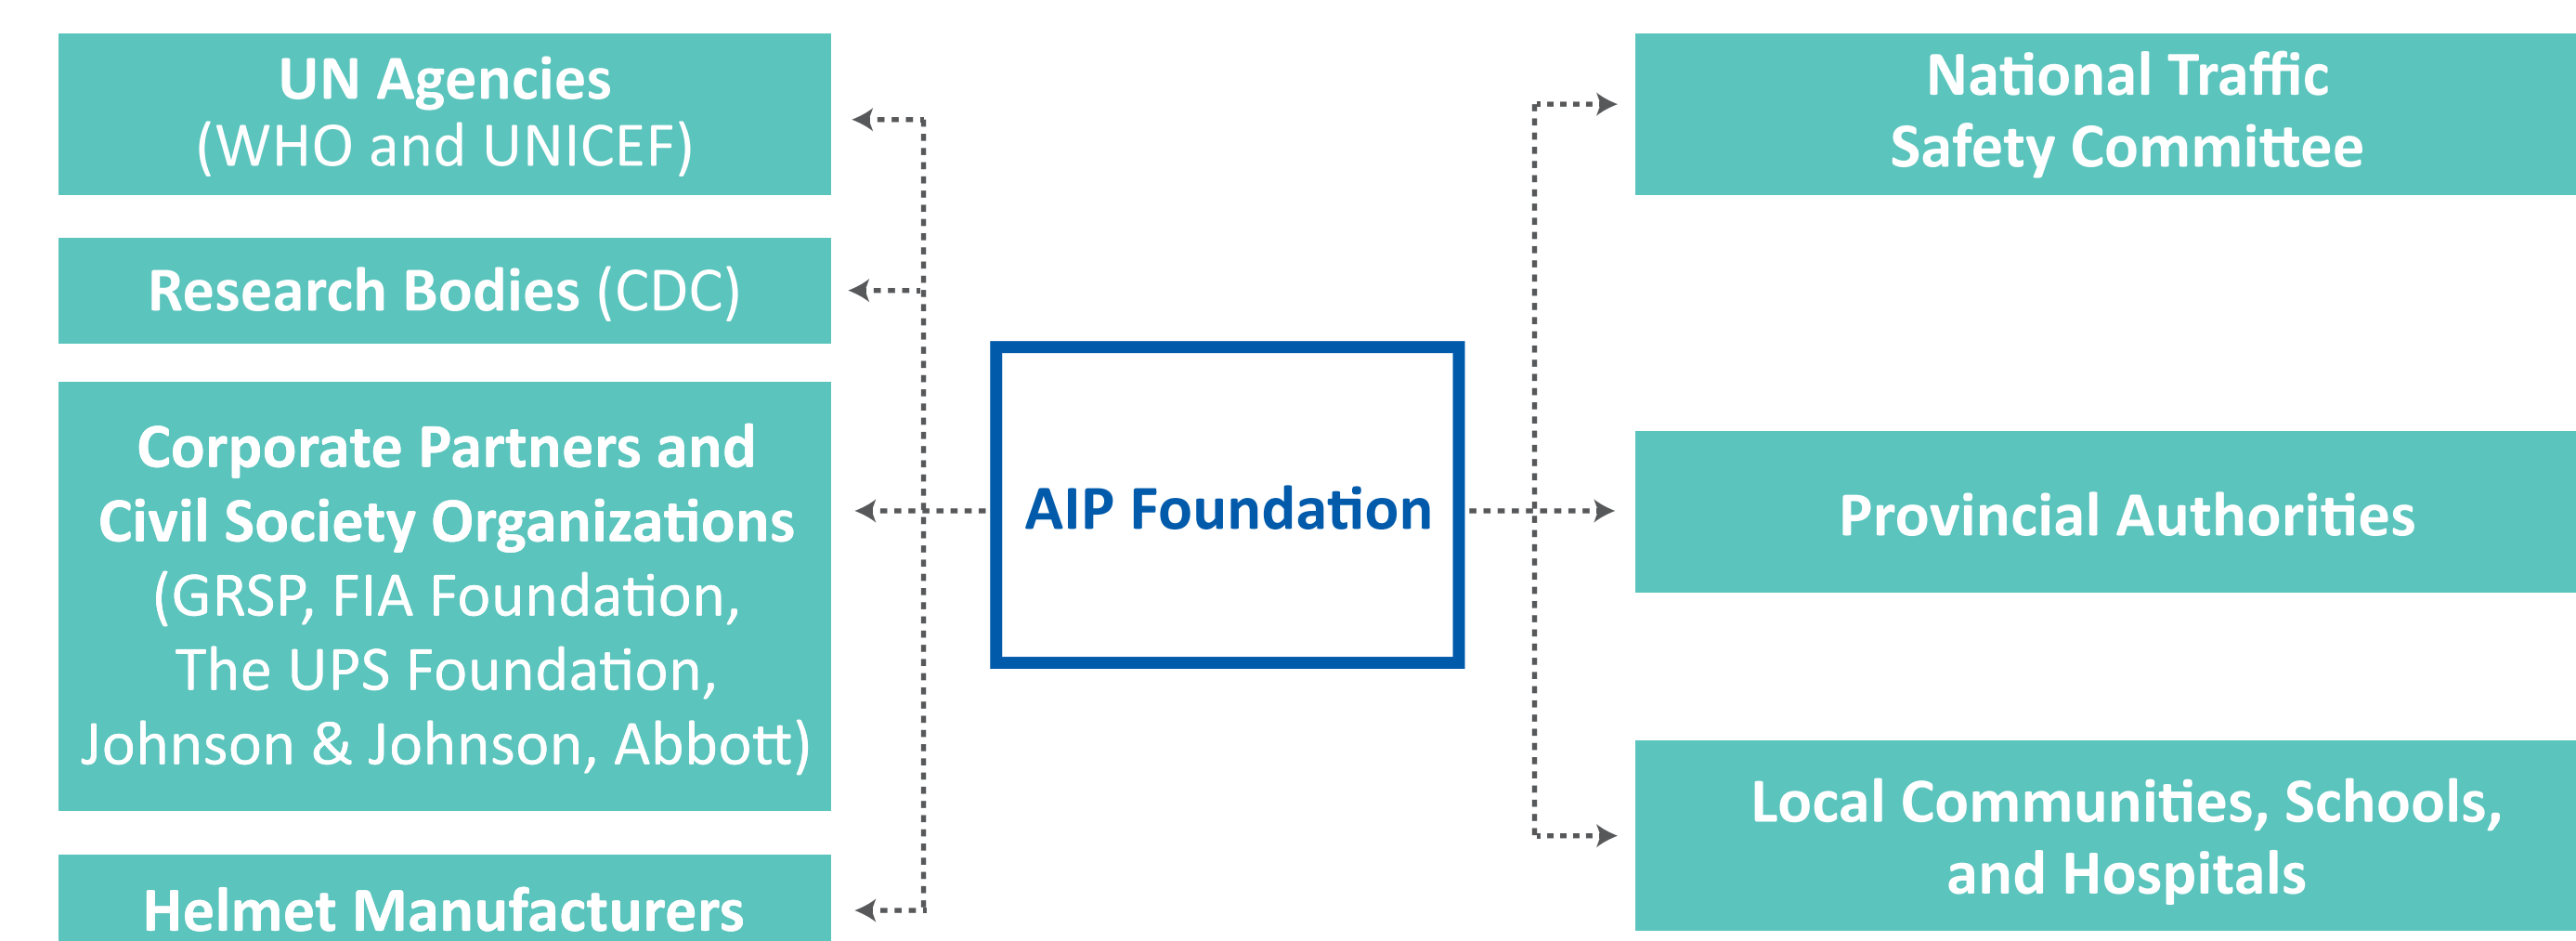 UN Agencies
(WHO and UNICEF)
Research Bodies (CDC)
Corporate Partners and
Civil Society Organizations
(GRSP, FIA Foundation,
The UPS Foundation,
Johnson & Johnson, Abbott)
Helmet Manufacturers
AIP Foundation
National Traffic
Safety Committee
Provincial Authorities
Local Communities, Schools,
and Hospitals